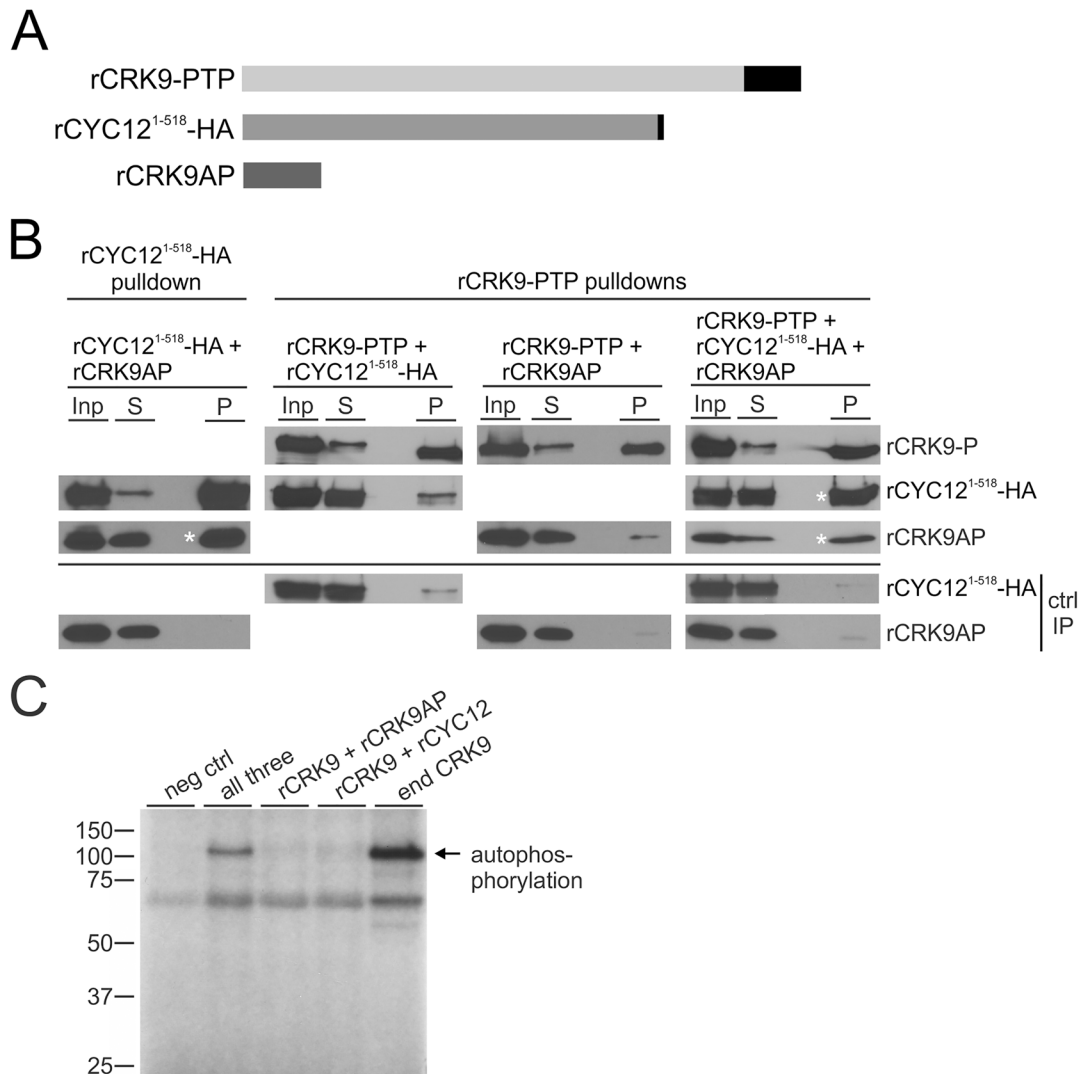 A
rCRK9-PTP
rCYC12¹⁻⁵¹⁸-HA
rCRK9AP
B
rCYC12¹⁻⁵¹⁸-HA
pulldown
rCRK9-PTP pulldowns
rCYC12¹⁻⁵¹⁸-HA +
rCRK9AP
rCRK9-PTP +
rCYC12¹⁻⁵¹⁸-HA
rCRK9-PTP +
rCRK9AP
rCRK9-PTP +
rCYC12¹⁻⁵¹⁸-HA +
rCRK9AP
Inp S P Inp S P Inp S P Inp S P
rCRK9-P
* rCYC12¹⁻⁵¹⁸-HA
* * rCRK9AP
rCYC12¹⁻⁵¹⁸-HA
rCRK9AP
ctrl
IP
C
neg ctrl
all three
rCRK9 + rCRK9AP
rCRK9 + rCYC12
end CRK9
150
100
75
50
37
25
autophos-
phorylation